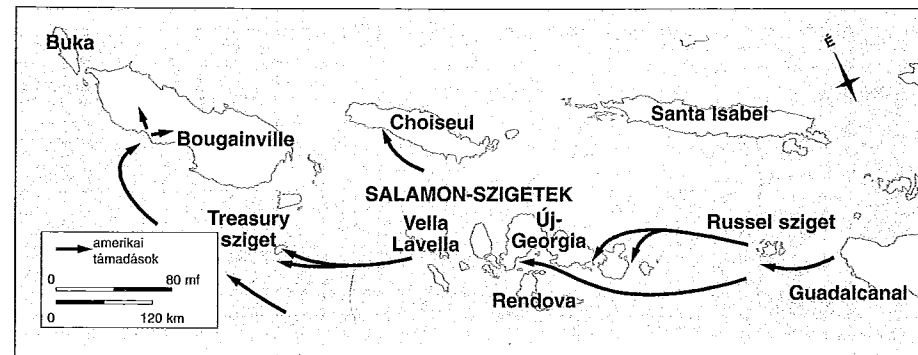 Buka
É
Bougainville
Choiseul
Santa Isabel
SALAMON-SZIGETEK
Treasury
sziget
Vella
Lavella
Új-
Georgia
Russel sziget
Rendova
Guadalcanal
amerikai
támadások
0 80 mf
0 120 km